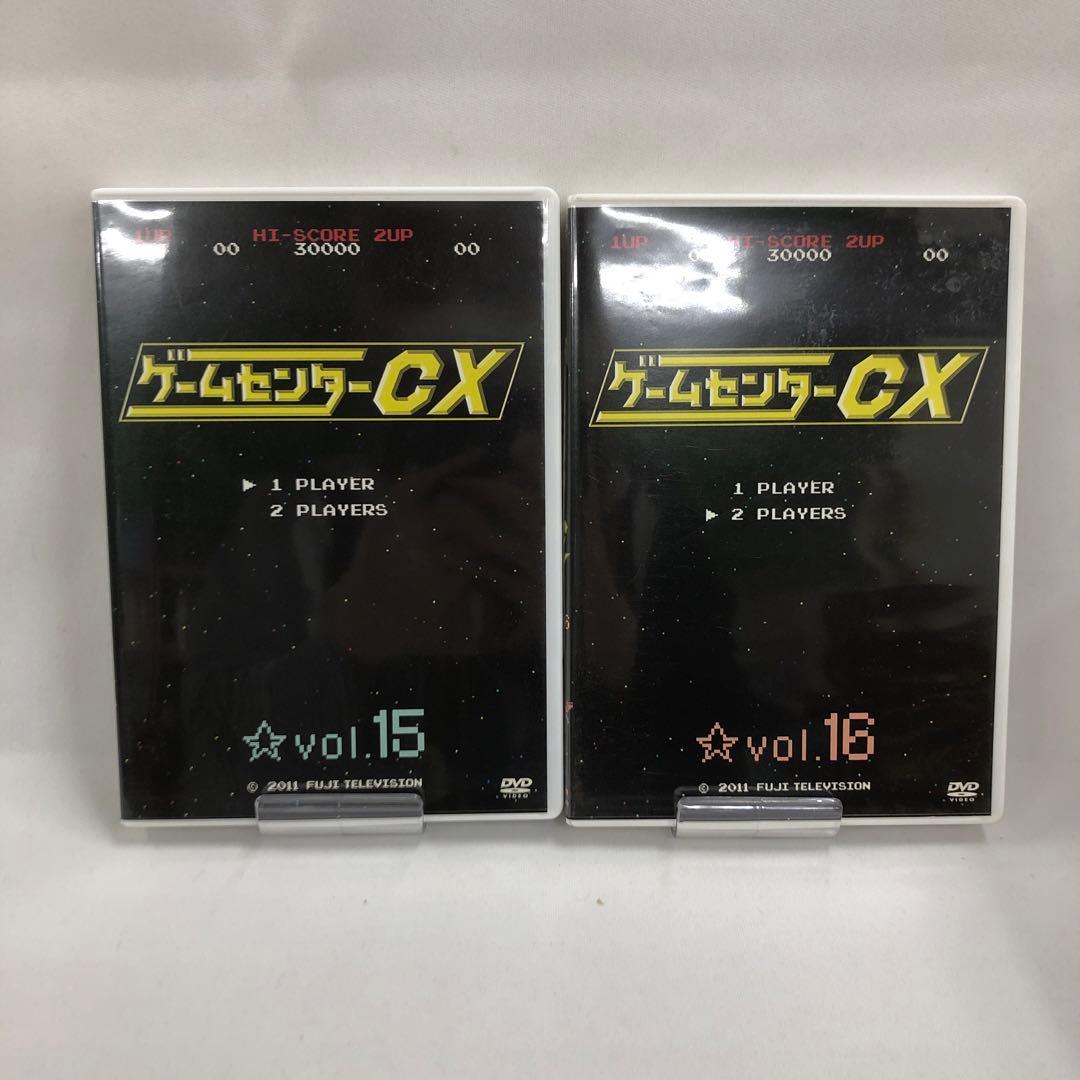 1UP HI-SCORE 2UP
00 30000 00
ゲームセンターCX
▶ 1 PLAYER
2 PLAYERS
☆ vol.15
© 2011 FUJI TELEVISION
DVD
VIDEO
1UP HI-SCORE 2UP
0 30000 00
ゲームセンターCX
1 PLAYER
▶ 2 PLAYERS
☆ vol.16
© 2011 FUJI TELEVISION
DVD
VIDEO